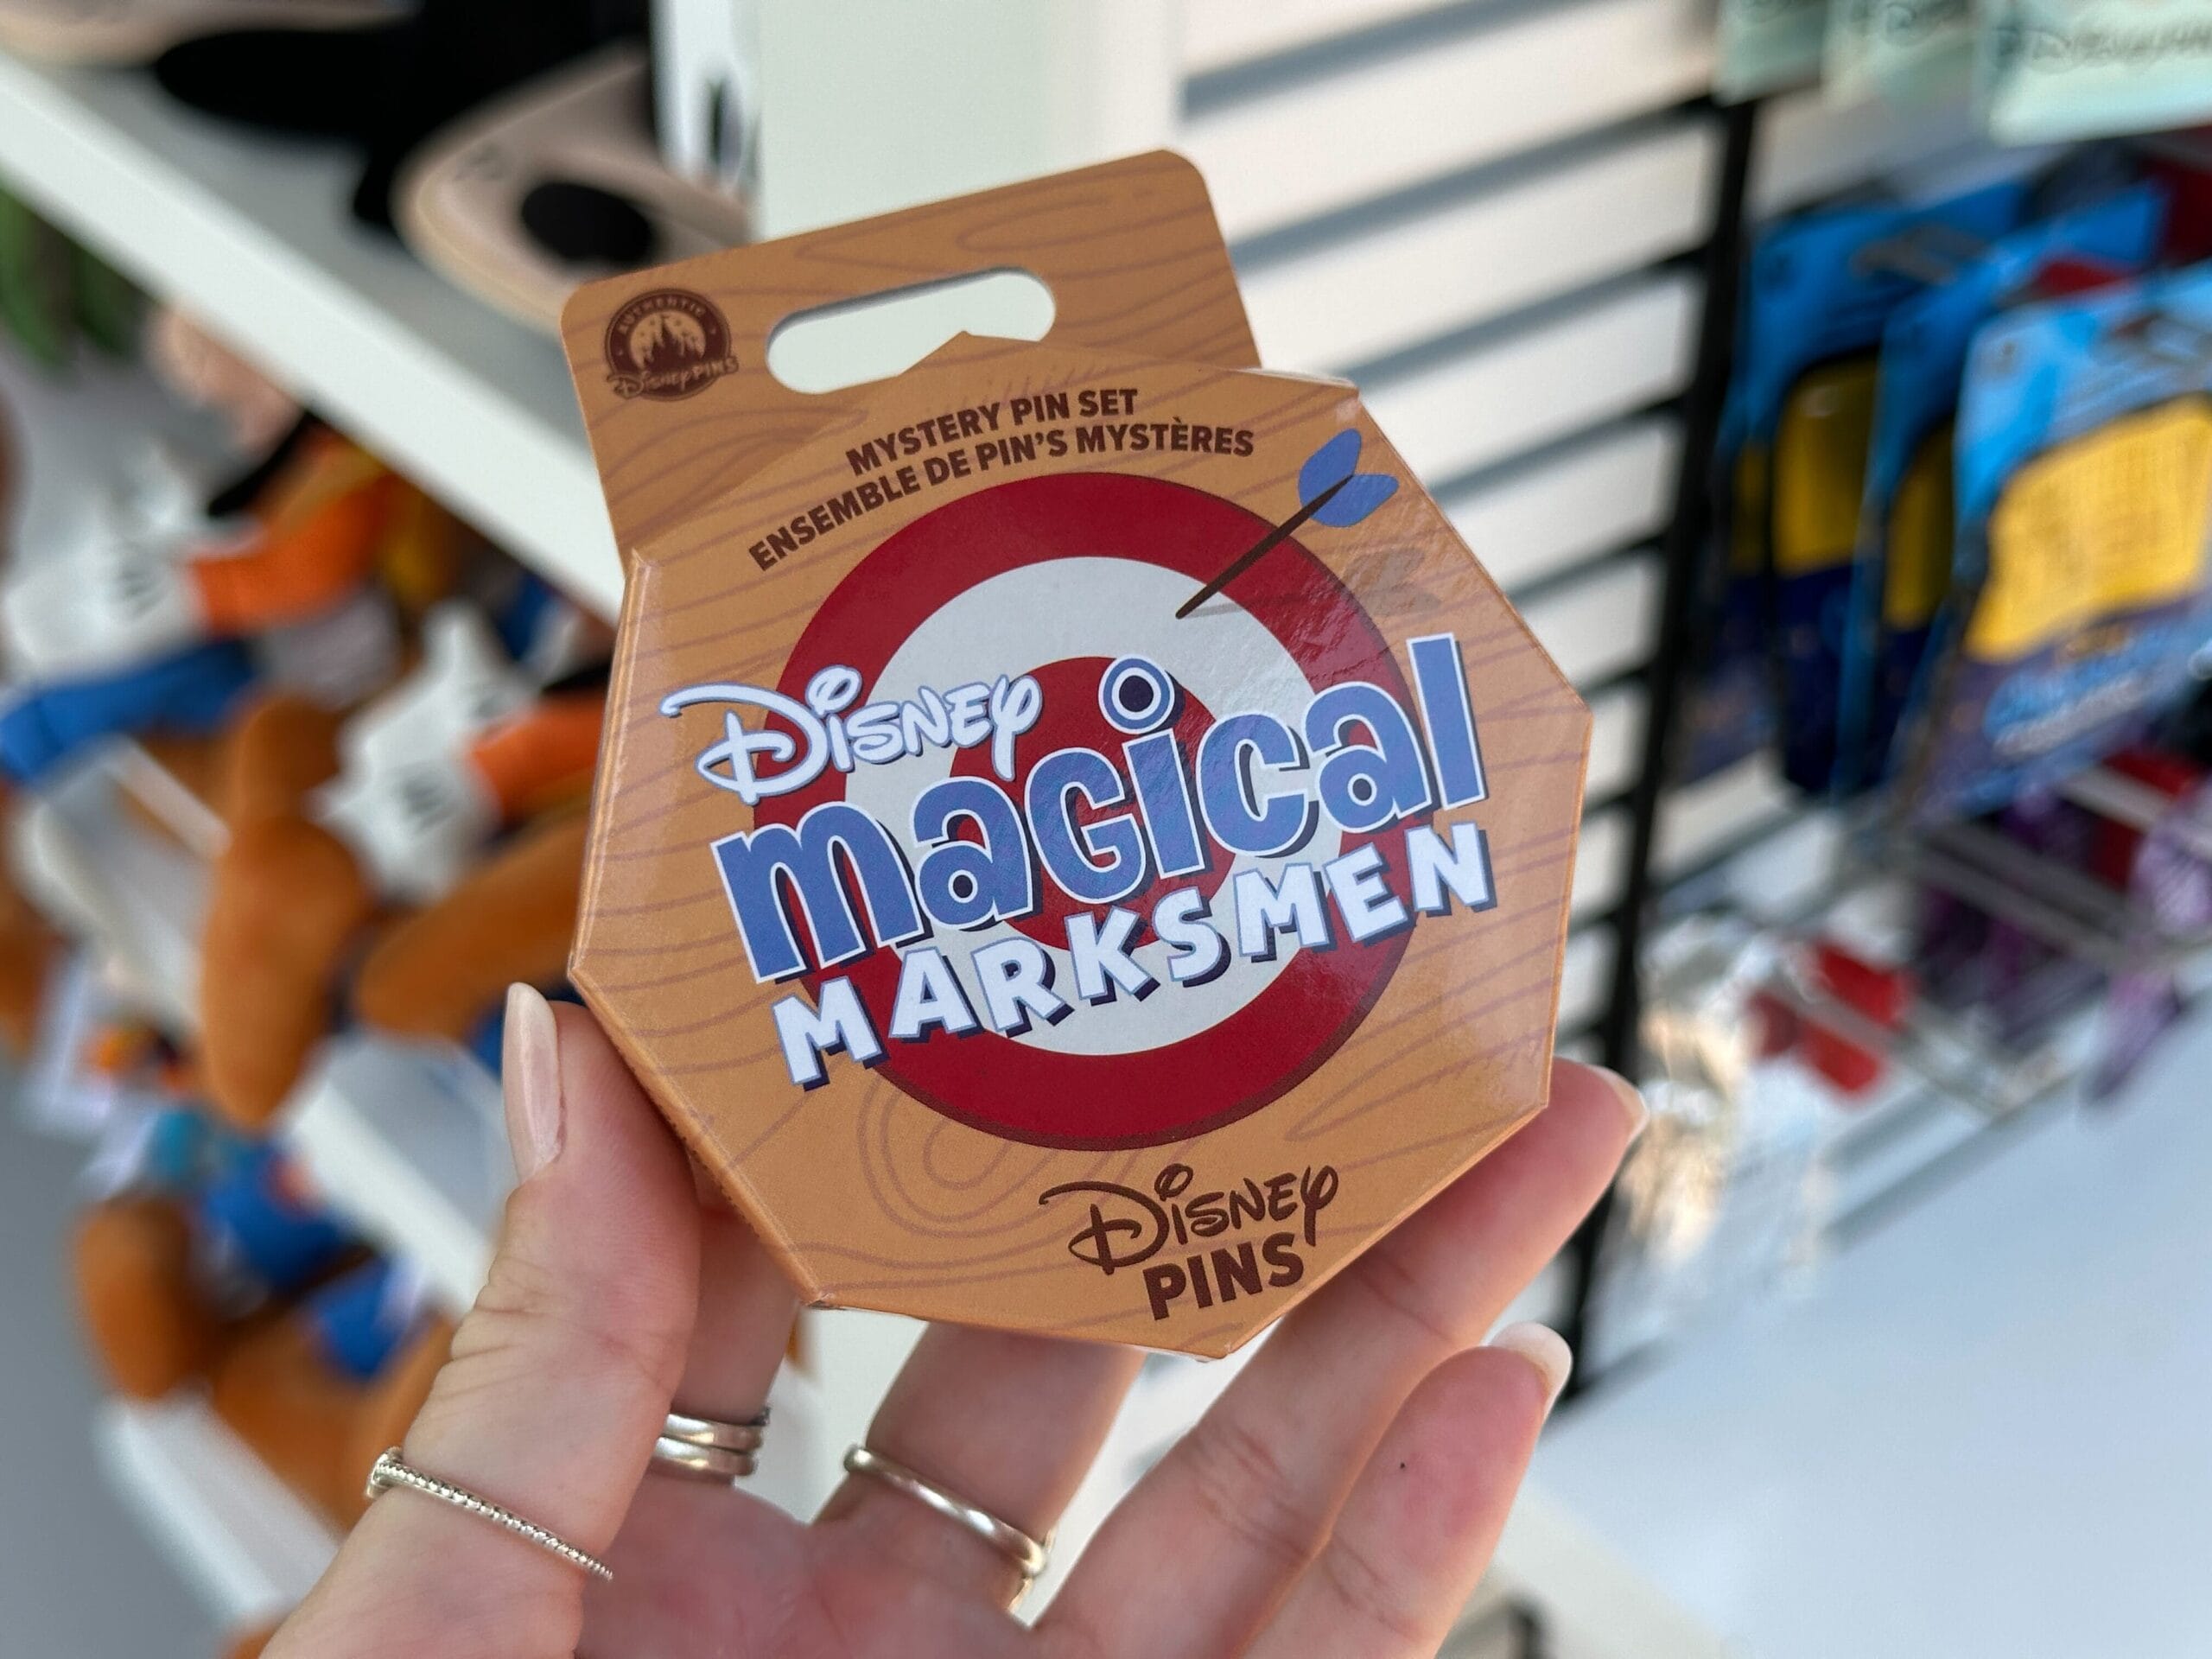 AUTHENTIC
Disney PINS
MYSTERY PIN SET
ENSEMBLE DE PIN'S MYSTÈRES
Disney
magical
MARKSMEN
Disney
PINS